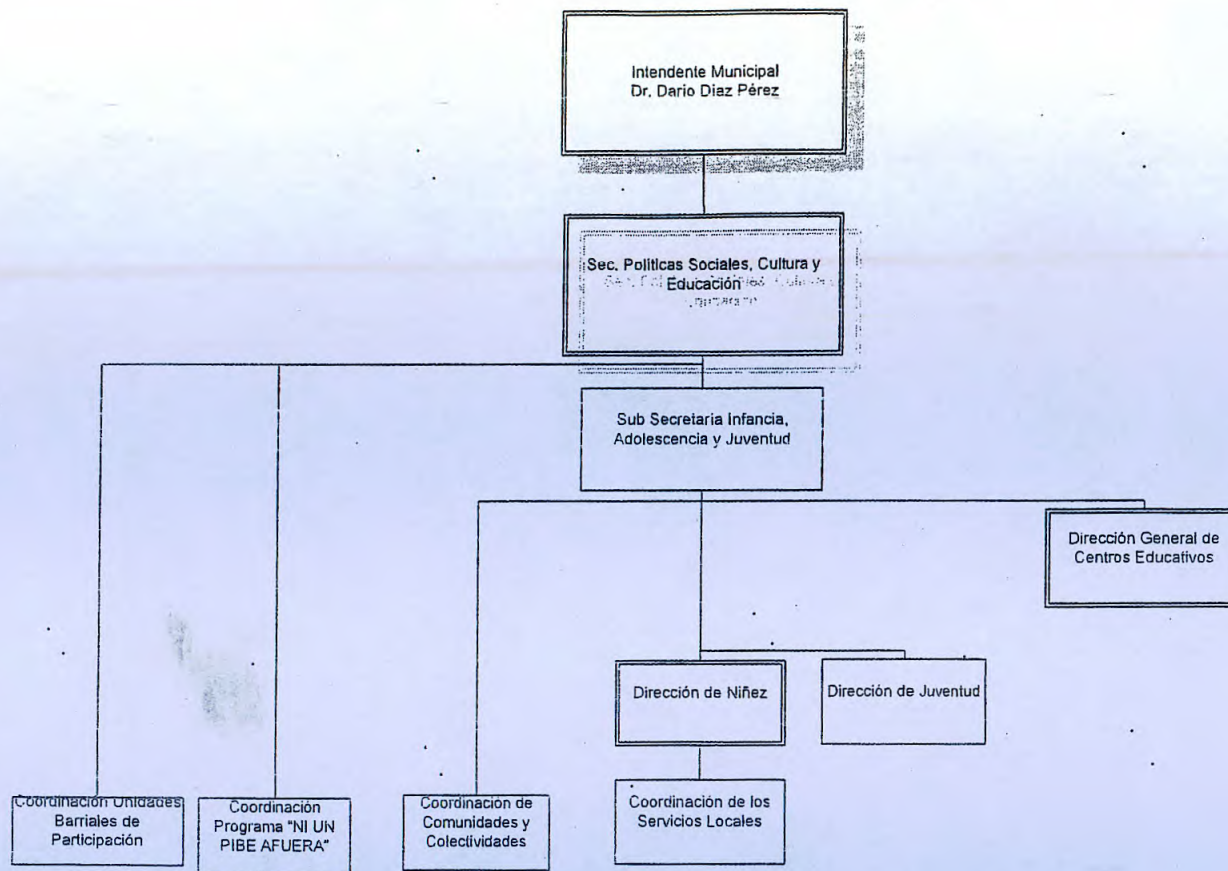 Intendente Municipal
Dr. Dario Diaz Pérez
Sec. Politicas Sociales, Cultura y
Educación
Sub Secretaria Infancia,
Adolescencia y Juventud
Dirección General de
Centros Educativos
Dirección de Niñez
Dirección de Juventud
Coordinación Unidades
Barriales de
Participación
Coordinación
Programa “NI UN
PIBE AFUERA”
Coordinación de
Comunidades y
Colectividades
Coordinación de los
Servicios Locales